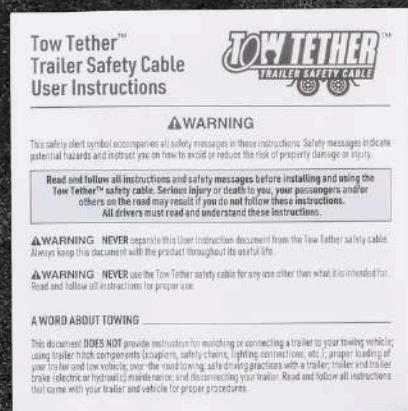 Tow Tether™
Trailer Safety Cable
User Instructions
TOW TETHER™
TRAILER SAFETY CABLE
⚠WARNING
This safety alert symbol accompanies all safety messages in these instructions. Safety messages indicate
potential hazards and instruct you on how to avoid or reduce the risk of property damage or injury.
Read and follow all instructions and safety messages before installing and using the
Tow Tether™ safety cable. Serious injury or death to you, your passengers and/or
others on the road may result if you do not follow these instructions.
All drivers must read and understand these instructions.
⚠WARNING NEVER separate this User Instruction document from the Tow Tether safety cable.
Always keep this document with the product throughout its useful life.
⚠WARNING NEVER use the Tow Tether safety cable for any use other than what it is intended for.
Read and follow all instructions for proper use.
A WORD ABOUT TOWING
This document DOES NOT provide instruction for matching or connecting a trailer to your towing vehicle;
using trailer hitch components (couplers, safety chains, lighting connections, etc.); proper loading of
your trailer and tow vehicle; over-the-road towing; safe driving practices with a trailer; trailer and trailer
brake (electric or hydraulic) maintenance; and disconnecting your trailer. Read and follow all instructions
that came with your trailer and vehicle for proper procedures.